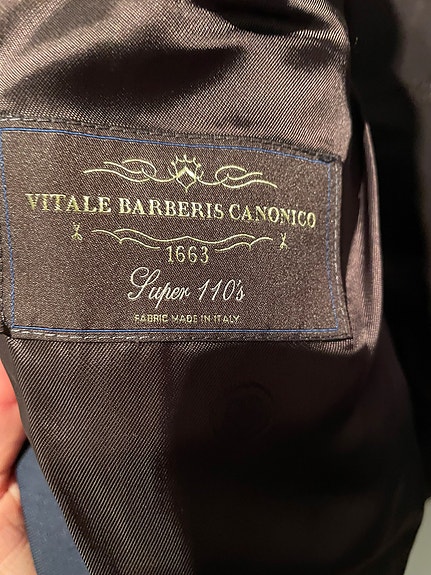 VITALE BARBERIS CANONICO
1663
Super 110's
FABRIC MADE IN ITALY